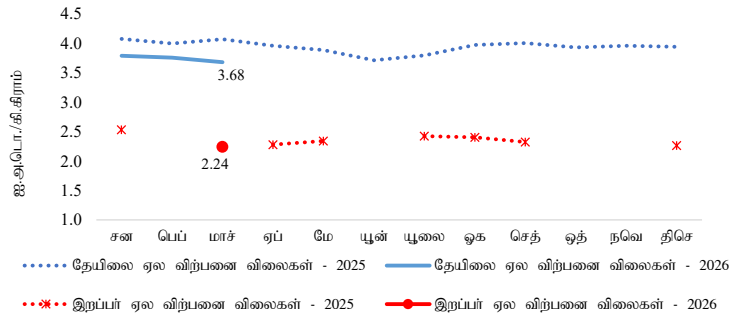 4.5
4.0
3.5
3.0
2.5
2.0
1.5
1.0
ஐ.அ.டொ./கி.கிராம்
3.68
2.24
சன பெப் மாச் ஏப் மே யூன் யூலை ஓக செத் ஒத் நவெ திசெ
தேயிலை ஏல விற்பனை விலைகள் - 2025 தேயிலை ஏல விற்பனை விலைகள் - 2026
இறப்பர் ஏல விற்பனை விலைகள் - 2025 இறப்பர் ஏல விற்பனை விலைகள் - 2026